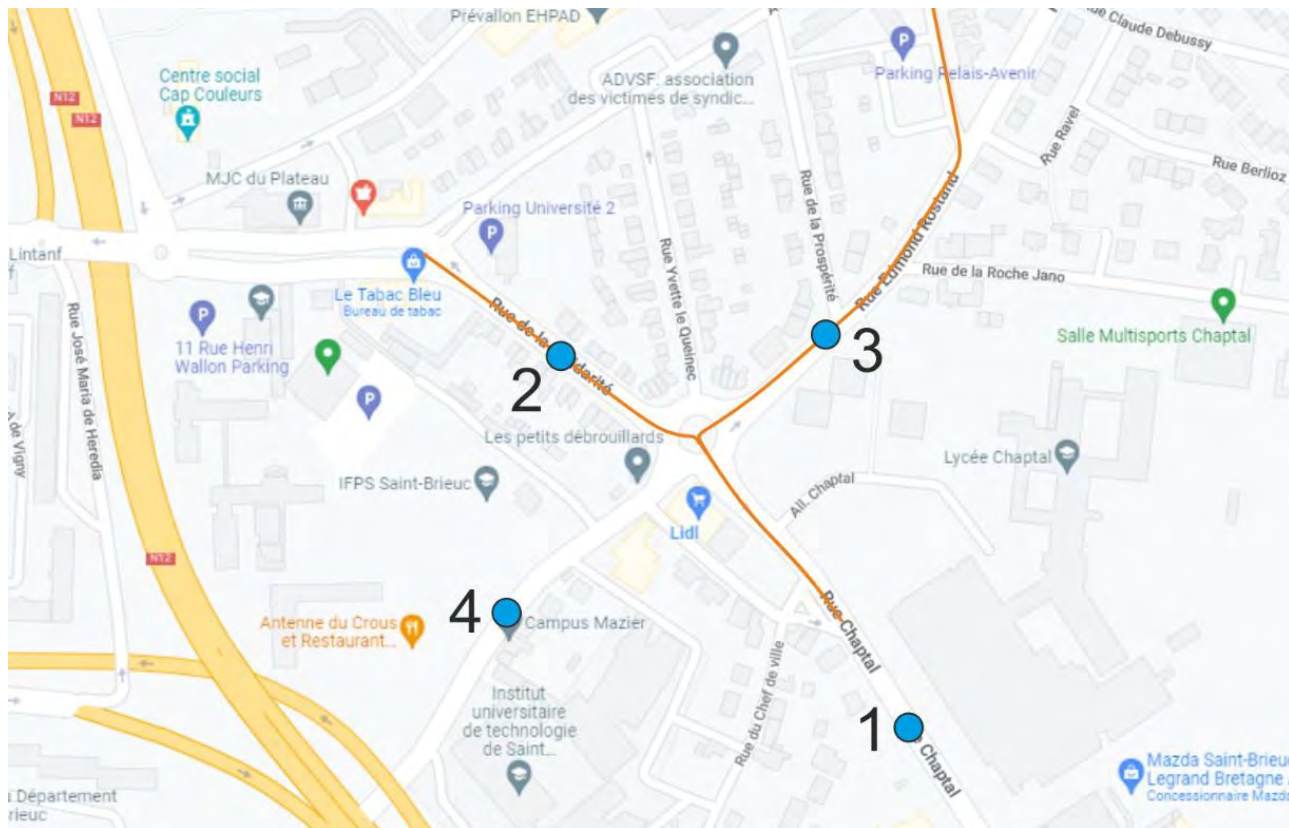 Prévallon EHPAD
Claude Debussy
N12
N12
Centre social
Cap Couleurs
ADVSF: association
des victimes de syndic...
P
Parking Relais-Avenir
Rue Ravel
Rue Berlioz
MJC du Plateau
Parking Université 2
P
Rue de la Prospérité
Rue Edmond Rostand
Rue Yvette le Queinec
Lintanf
Rue de la Roche Jano
Le Tabac Bleu
Bureau de tabac
Rue de la
darité
Salle Multisports Chaptal
P
11 Rue Henri
Wallon Parking
P
Rue José Maria de Heredia
de Vigny
2
3
Les petits débrouillards
Lycée Chaptal
IFPS Saint-Brieuc
All. Chaptal
Lidl
N12
4
Campus Mazier
Antenne du Crous
et Restaurant...
Rue Chaptal
Rue du Chef de ville
Institut
universitaire
de technologie
de Saint...
1
Chaptal
Mazda Saint-Brieuc
Legrand Bretagne
Concessionnaire Mazda
Département
rieuc